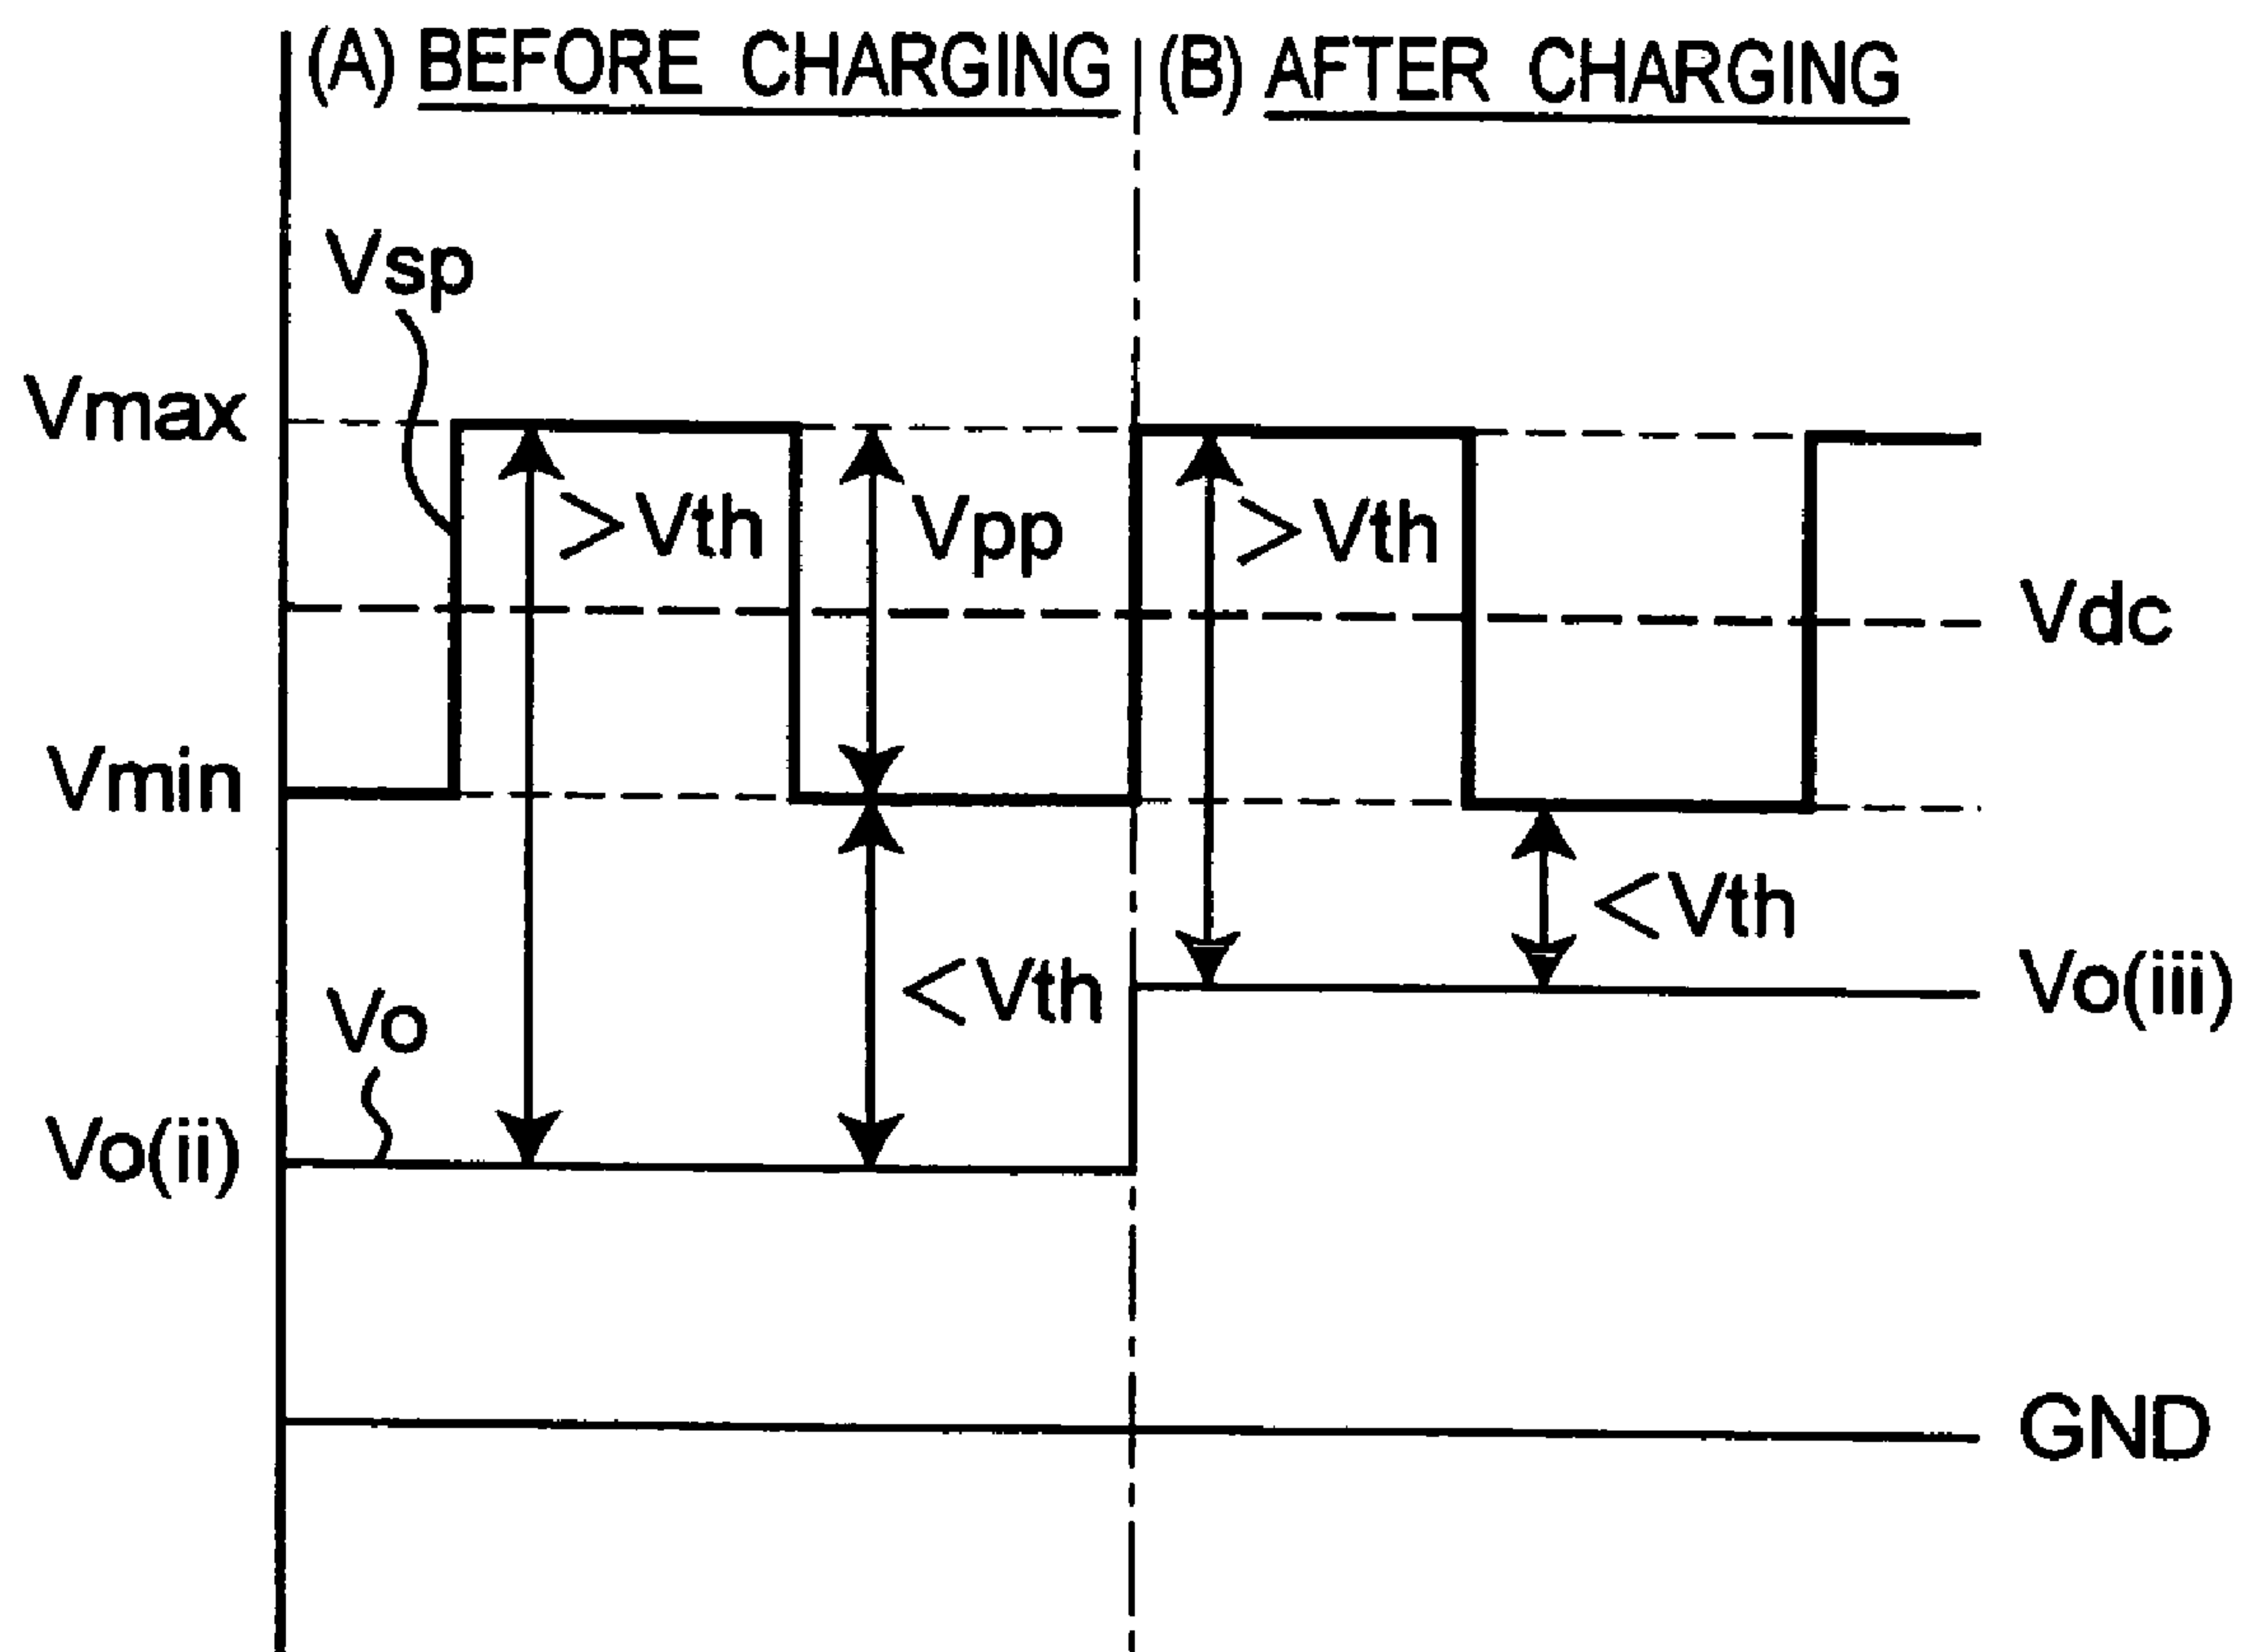 (A) BEFORE CHARGING
(B) AFTER CHARGING
Vsp
Vmax
>Vth
Vpp
>Vth
Vdc
Vmin
<Vth
<Vth
Vo(iii)
Vo
Vo(ii)
GND